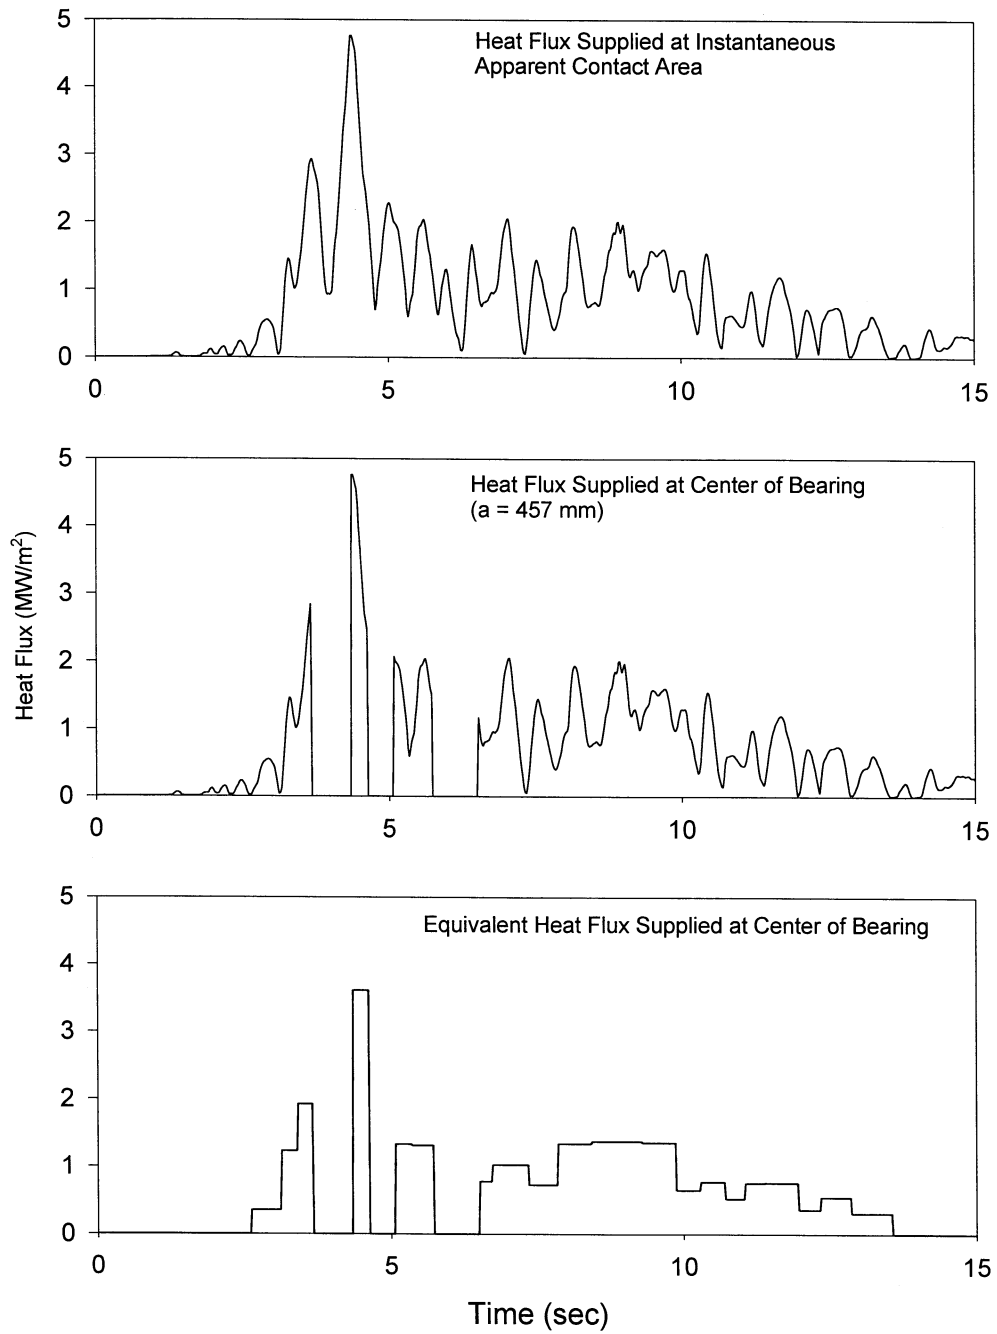 5
Heat Flux Supplied at Instantaneous
Apparent Contact Area
4
3
2
1
0
0 5 10 15
5
Heat Flux Supplied at Center of Bearing
(a = 457 mm)
4
3
2
1
0
0 5 10 15
Heat Flux (MW/m²)
5
Equivalent Heat Flux Supplied at Center of Bearing
4
3
2
1
0
0 5 10 15
Time (sec)